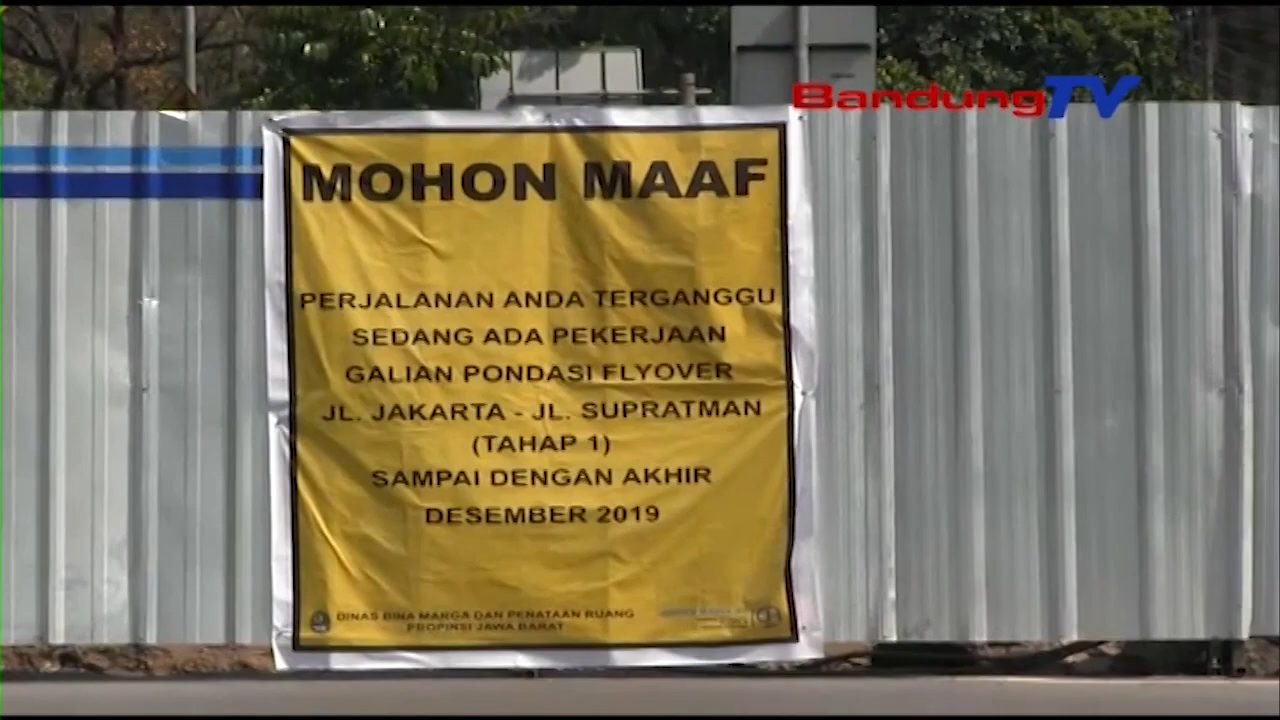 BandungTV
MOHON MAAF
PERJALANAN ANDA TERGANGGU
SEDANG ADA PEKERJAAN
GALIAN PONDASI FLYOVER
JL. JAKARTA - JL. SUPRATMAN
(TAHAP 1)
SAMPAI DENGAN AKHIR
DESEMBER 2019
DINAS BINA MARGA DAN PENATAAN RUANG
PROPINSI JAWA BARAT